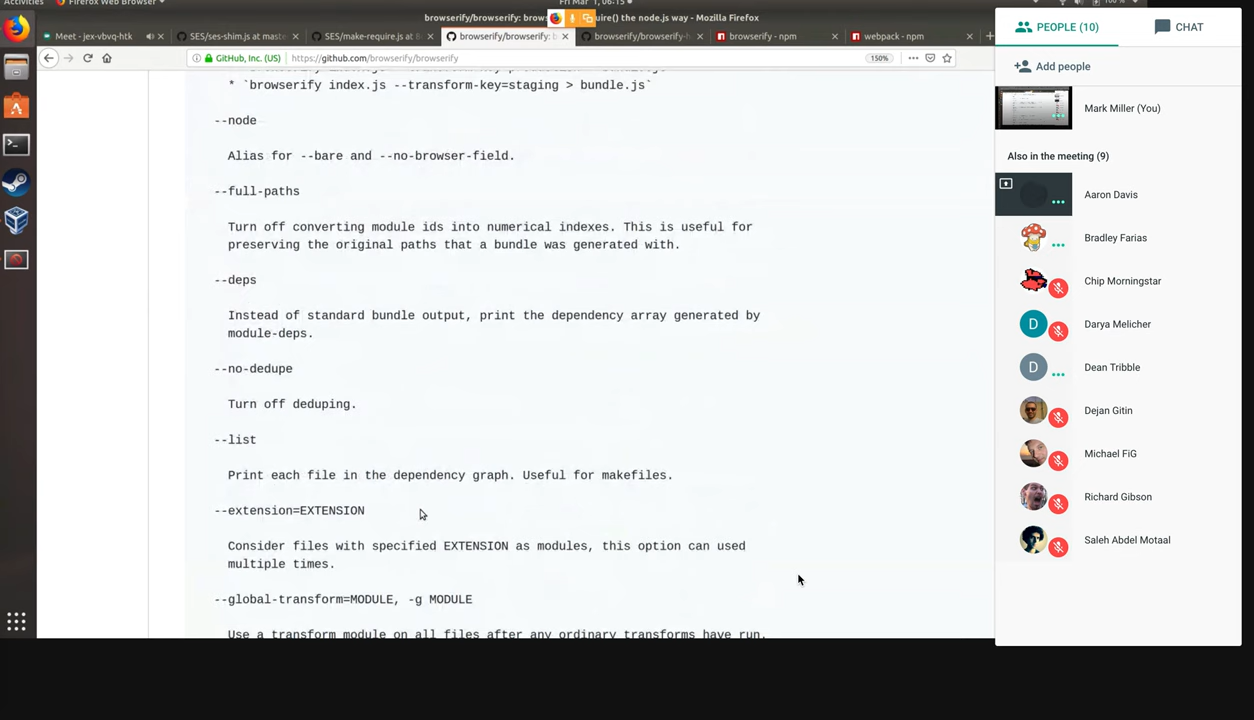 Activities
Firefox Web Browser
Fri Mar 01, 06:15
100 %
browserify/browserify: brow
uire() the node.js way - Mozilla Firefox
Meet - jex-vbvq-htk
SES/ses-shim.js at maste
SES/make-require.js at 8
browserify/browserify: b
browserify/browserify-h
browserify - npm
webpack - npm
GitHub, Inc. (US)
https://github.com/browserify/browserify
150%
* `browserify index.js --transform-key=staging > bundle.js`
--node
Alias for --bare and --no-browser-field.
--full-paths
Turn off converting module ids into numerical indexes. This is useful for
preserving the original paths that a bundle was generated with.
--deps
Instead of standard bundle output, print the dependency array generated by
module-deps.
--no-dedupe
Turn off deduping.
--list
Print each file in the dependency graph. Useful for makefiles.
--extension=EXTENSION
Consider files with specified EXTENSION as modules, this option can used
multiple times.
--global-transform=MODULE, -g MODULE
Use a transform module on all files after any ordinary transforms have run.
PEOPLE (10)
CHAT
Add people
Mark Miller (You)
Also in the meeting (9)
Aaron Davis
Bradley Farias
Chip Morningstar
D
Darya Melicher
D
Dean Tribble
Dejan Gitin
Michael FiG
Richard Gibson
Saleh Abdel Motaal